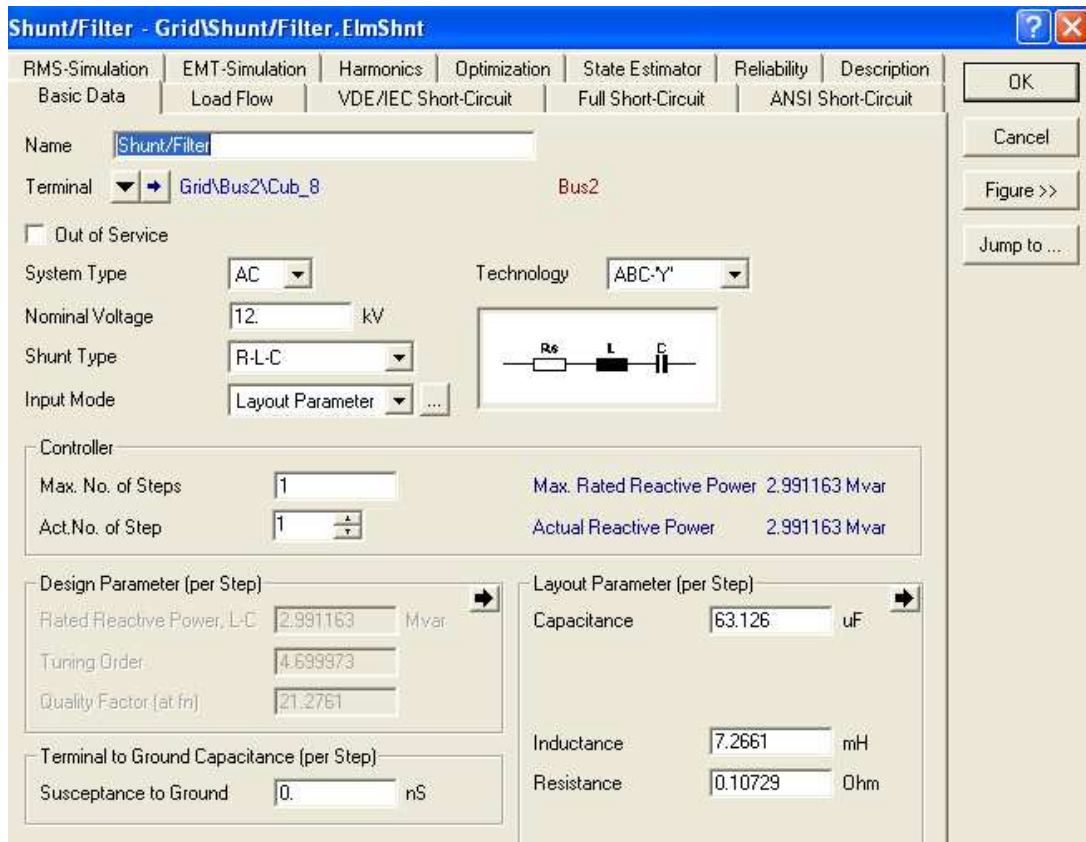 Shunt/Filter - Grid\Shunt/Filter.ElmShnt
RMS-Simulation EMT-Simulation Harmonics Optimization State Estimator Reliability Description
Basic Data Load Flow VDE/IEC Short-Circuit Full Short-Circuit ANSI Short-Circuit
OK
Cancel
Figure >>
Jump to ...
Name Shunt/Filter
Terminal Grid\Bus2\Cub_8 Bus2
Out of Service
System Type AC Technology ABC-'Y'
Nominal Voltage 12. kV
Shunt Type R-L-C
Rs L C
Input Mode Layout Parameter ...
Controller
Max. No. of Steps 1 Max. Rated Reactive Power 2.991163 Mvar
Act.No. of Step 1 Actual Reactive Power 2.991163 Mvar
Design Parameter (per Step)
Rated Reactive Power, L-C 2.991163 Mvar
Tuning Order 4.699973
Quality Factor (at fn) 21.2761
Terminal to Ground Capacitance (per Step)
Susceptance to Ground 0. nS
Layout Parameter (per Step)
Capacitance 63.126 uF
Inductance 7.2661 mH
Resistance 0.10729 Ohm